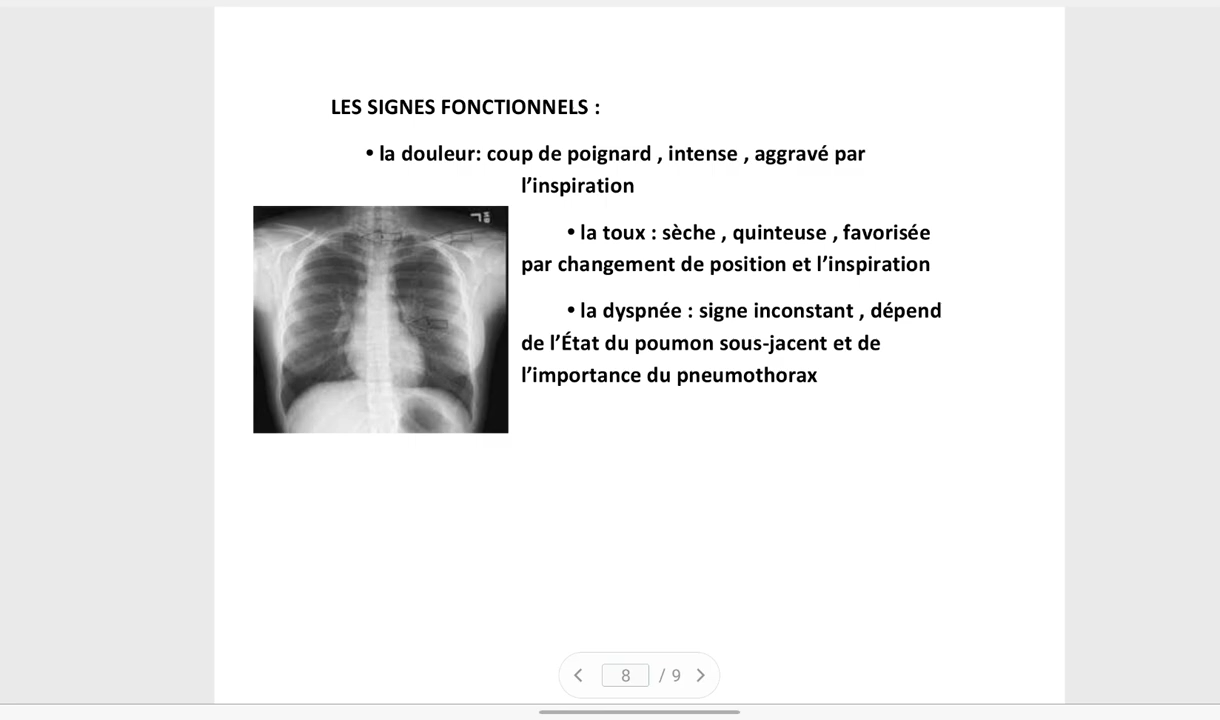 LES SIGNES FONCTIONNELS :
• la douleur: coup de poignard , intense , aggravé par
l’inspiration
• la toux : sèche , quinteuse , favorisée
par changement de position et l’inspiration
• la dyspnée : signe inconstant , dépend
de l’État du poumon sous-jacent et de
l’importance du pneumothorax
8 / 9